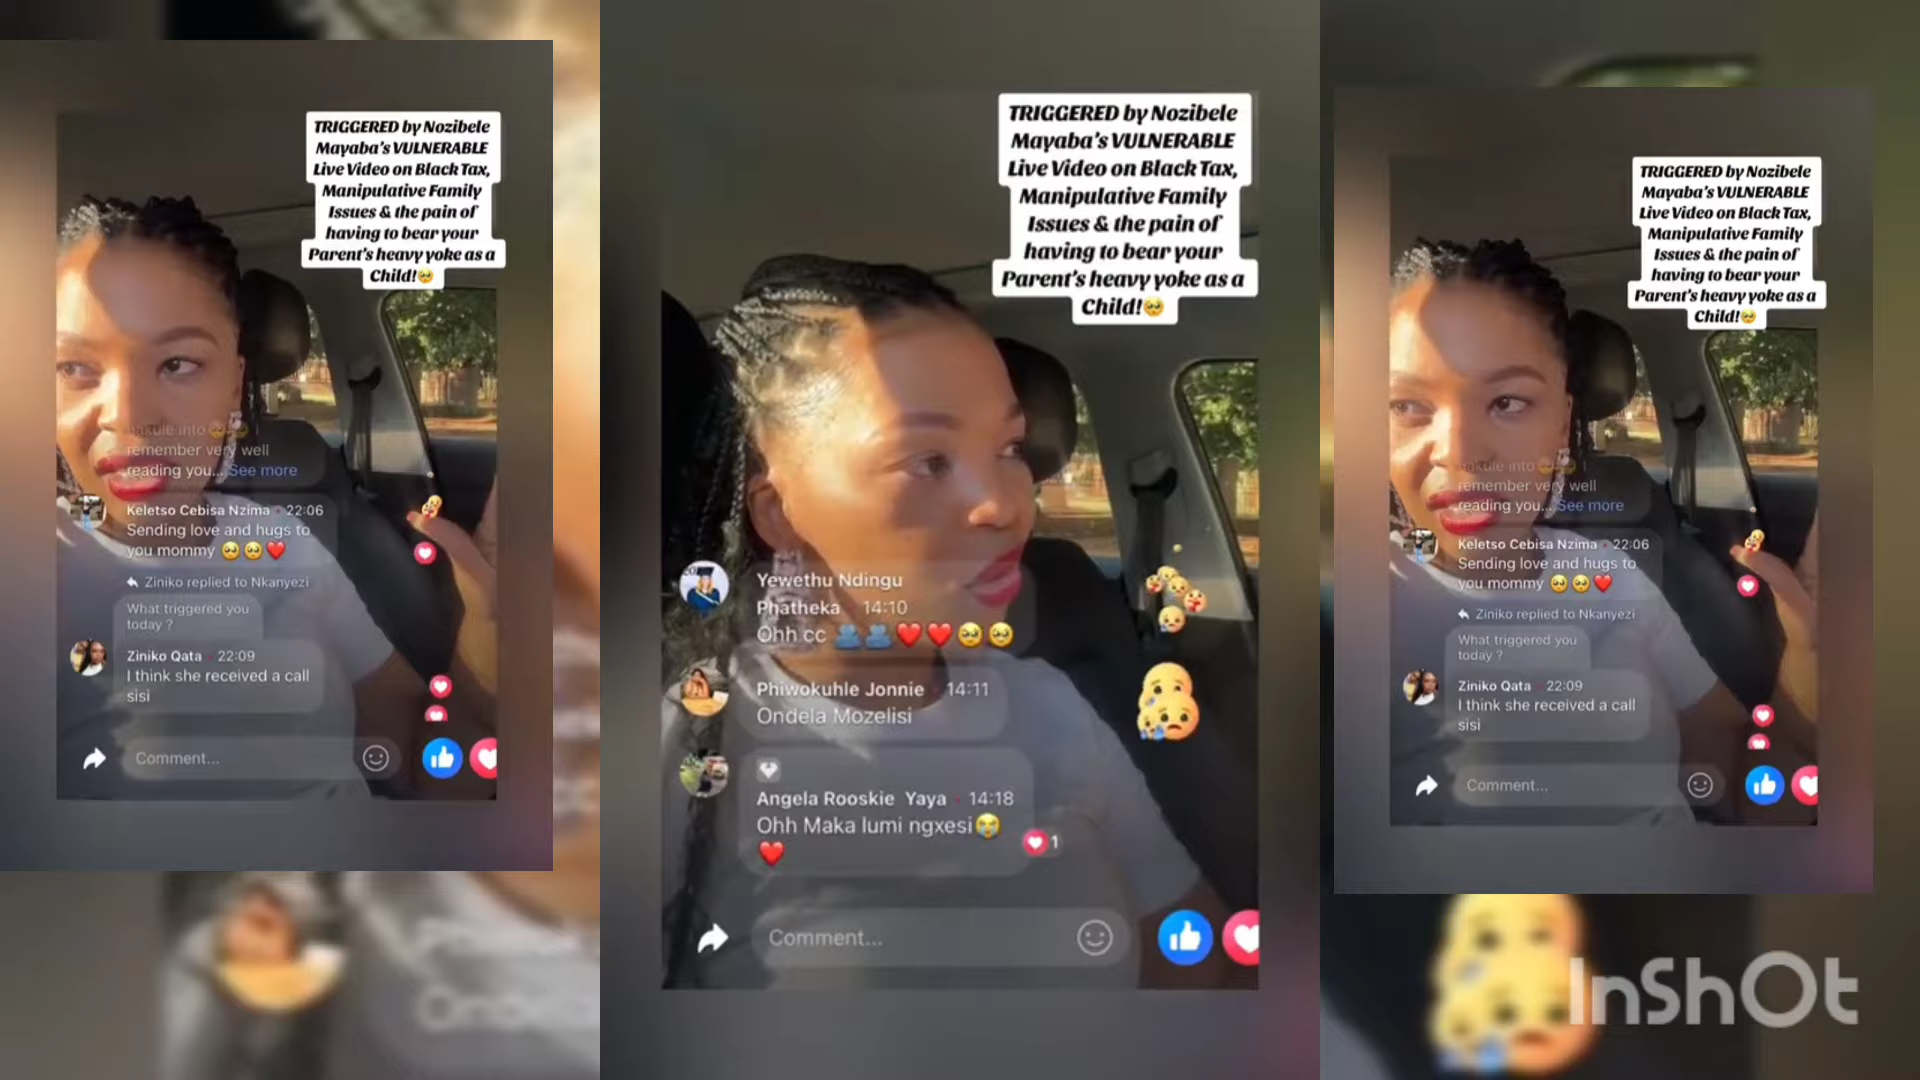 TRIGGERED by Nozibele
Mayaba's VULNERABLE
Live Video on Black Tax,
Manipulative Family
Issues & the pain of
having to bear your
Parent's heavy yoke as a
Child!🥹
nakule into 🥹🥹 I
remember very well
reading you... See more
Keletso Cebisa Nzima · 22:06
Sending love and hugs to
you mommy 🥹🥹❤️
Ziniko replied to Nkanyezi
What triggered you
today ?
Ziniko Qata · 22:09
I think she received a call
sisi
Comment...
TRIGGERED by Nozibele
Mayaba's VULNERABLE
Live Video on Black Tax,
Manipulative Family
Issues & the pain of
having to bear your
Parent's heavy yoke as a
Child!🥹
Yewethu Ndingu
Phatheka · 14:10
Ohh cc 🫂🫂❤️❤️🥹🥹
Phiwokuhle Jonnie · 14:11
Ondela Mozelisi
Angela Rooskie Yaya · 14:18
Ohh Maka lumi ngxesi😭
❤️
1
Comment...
TRIGGERED by Nozibele
Mayaba's VULNERABLE
Live Video on Black Tax,
Manipulative Family
Issues & the pain of
having to bear your
Parent's heavy yoke as a
Child!🥹
nakule into 🥹🥹 I
remember very well
reading you... See more
Keletso Cebisa Nzima · 22:06
Sending love and hugs to
you mommy 🥹🥹❤️
Ziniko replied to Nkanyezi
What triggered you
today ?
Ziniko Qata · 22:09
I think she received a call
sisi
Comment...
InShOt